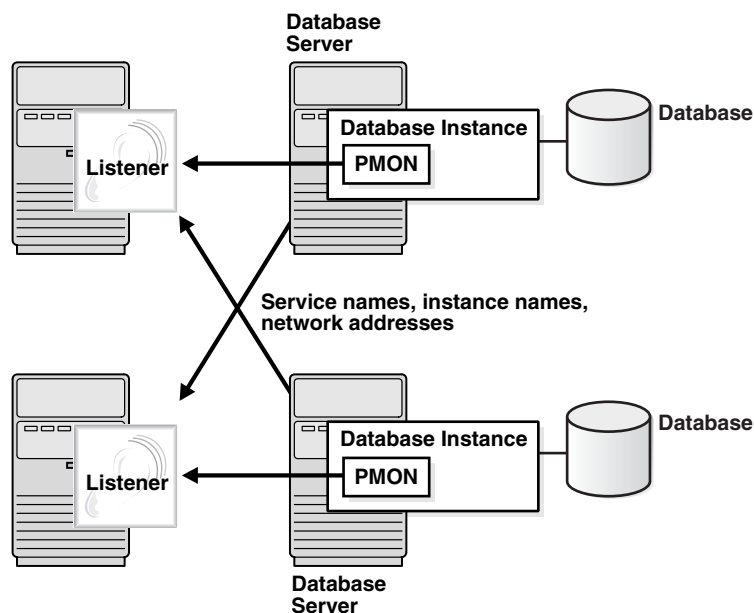 Database
Server
Database Instance
Database
PMON
Listener
Service names, instance names,
network addresses
Database Instance
Database
PMON
Listener
Database
Server